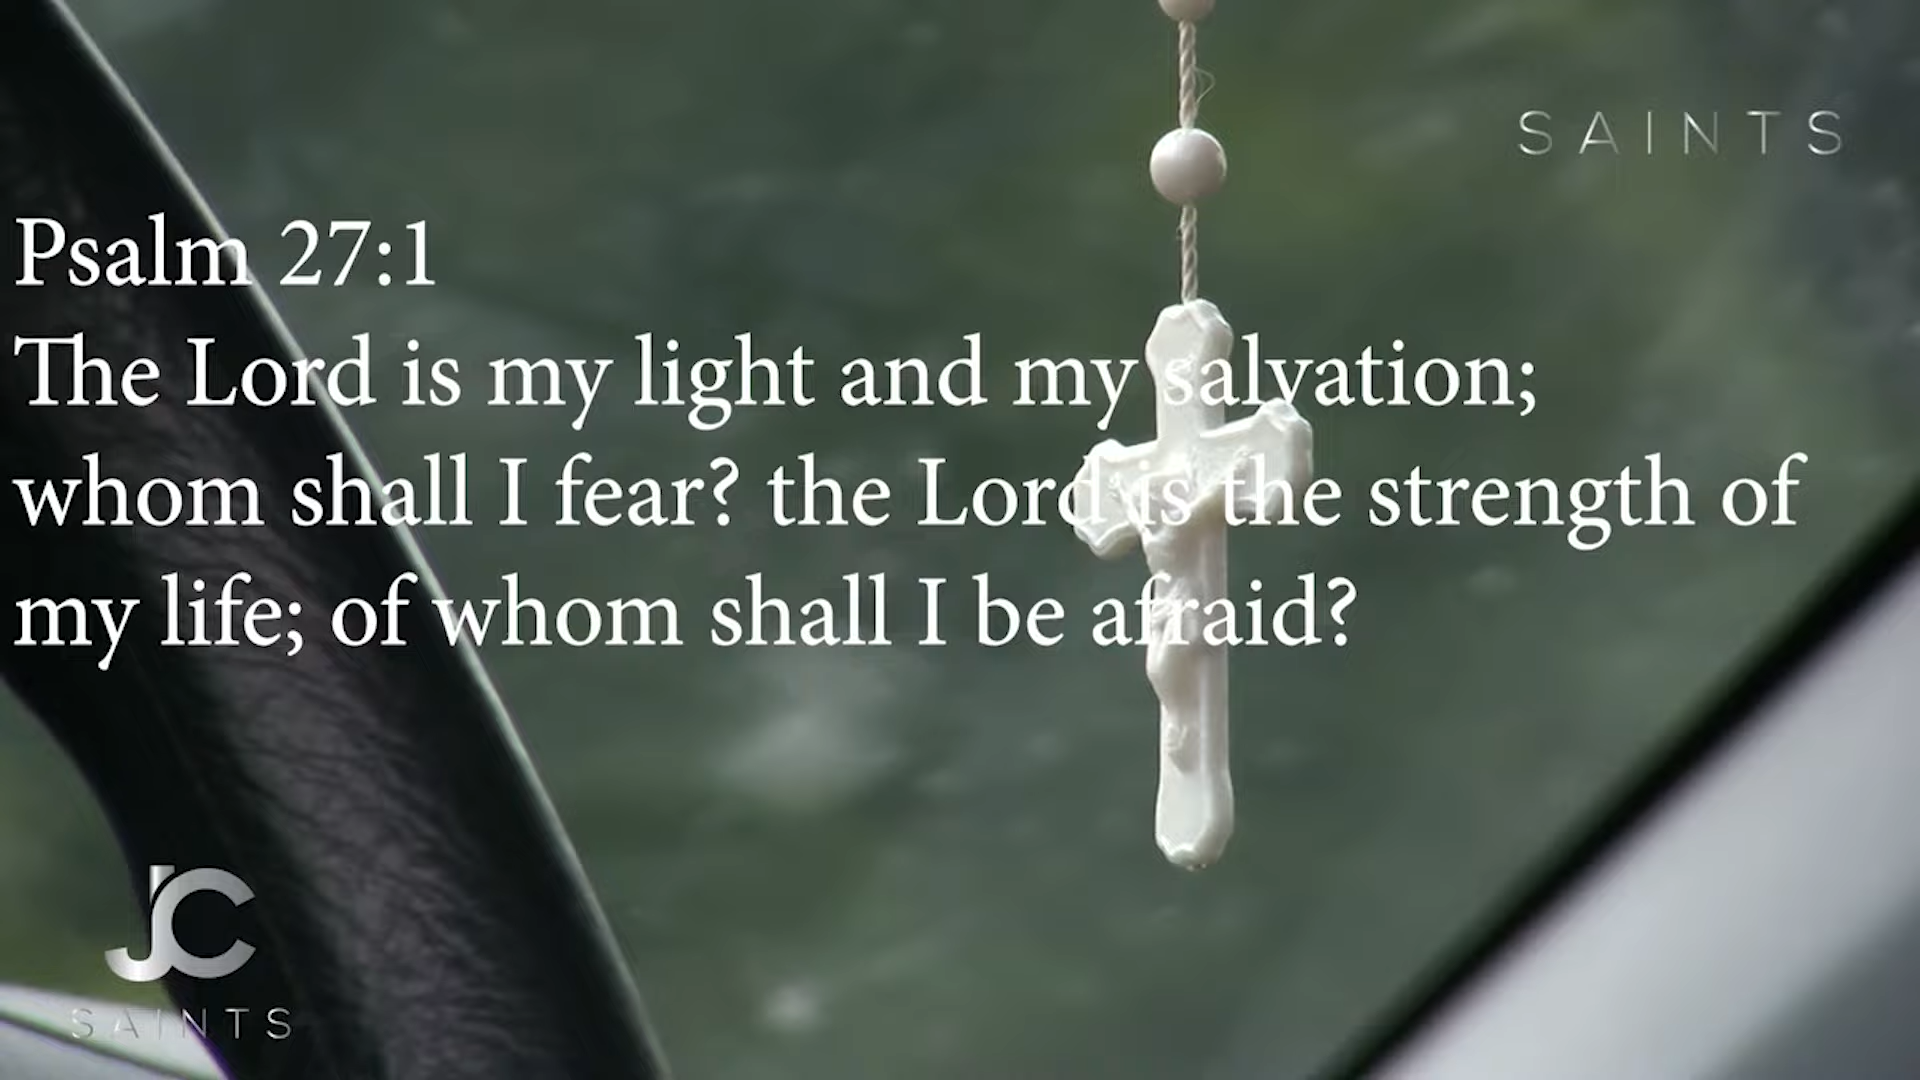 SAINTS
Psalm 27:1
The Lord is my light and my salvation;
whom shall I fear? the Lord is the strength of
my life; of whom shall I be afraid?
JC
SAINTS